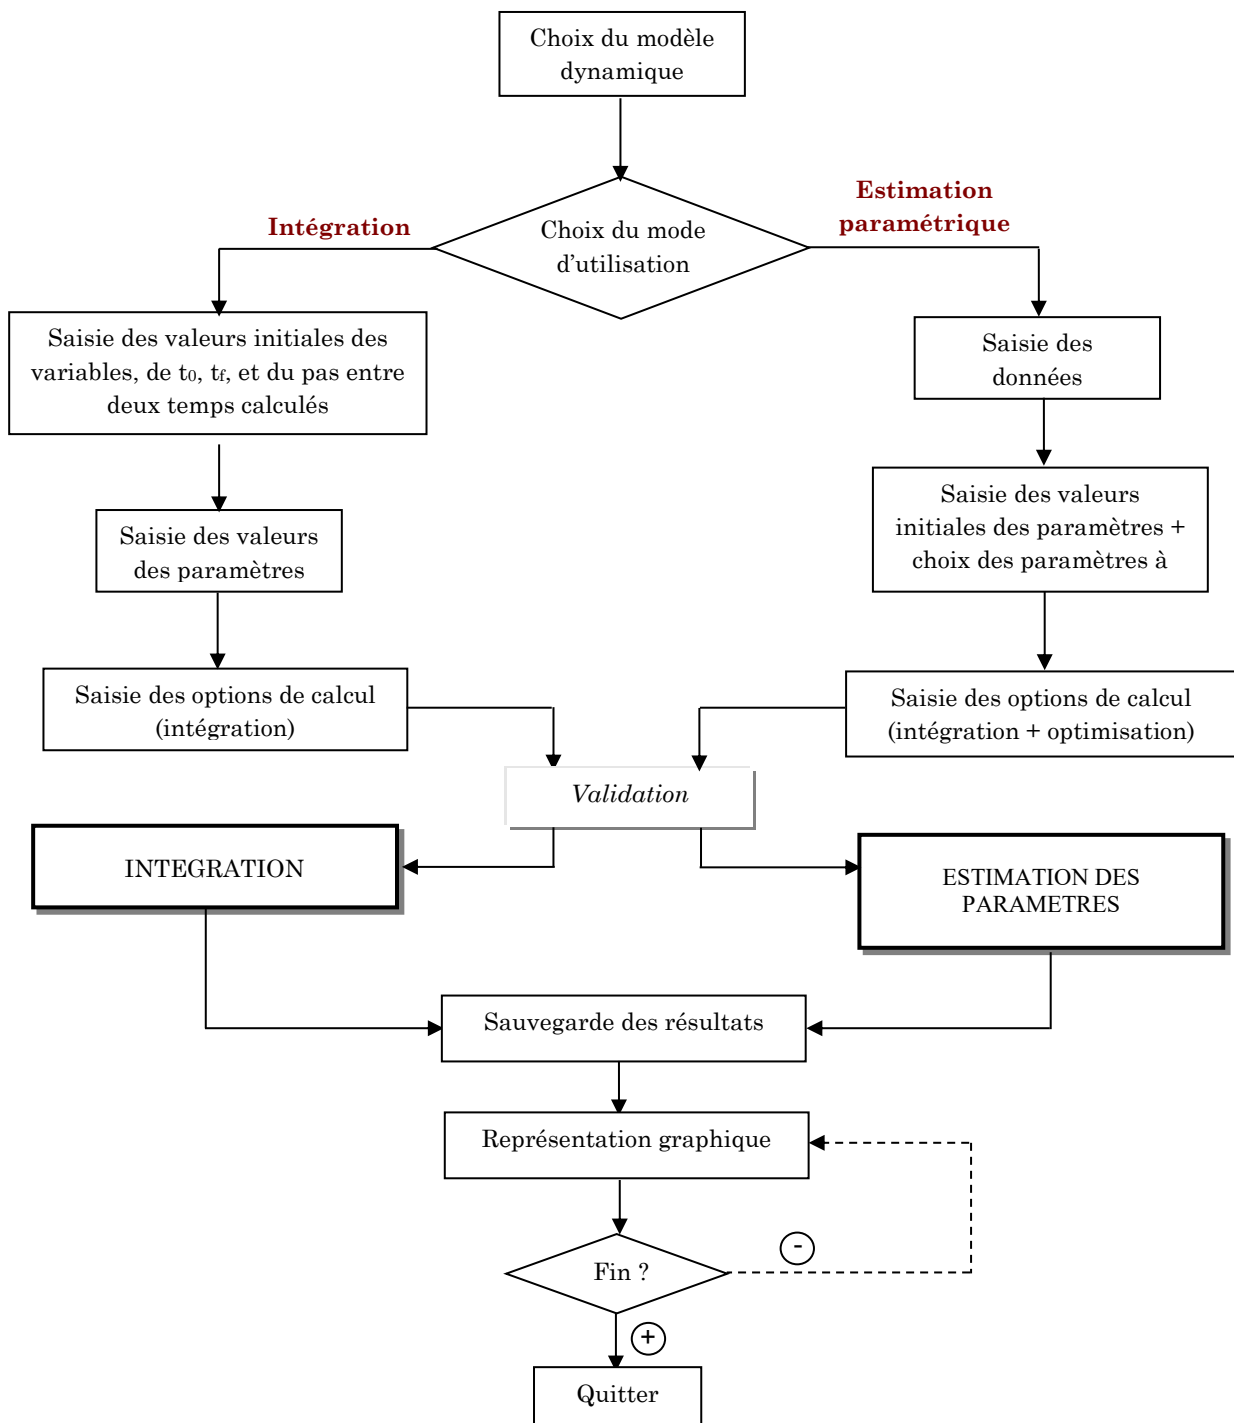 Choix du modèle
dynamique
Intégration
Estimation
paramétrique
Choix du mode
d'utilisation
Saisie des valeurs initiales des
variables, de t₀, t_f, et du pas entre
deux temps calculés
Saisie des
données
Saisie des valeurs
des paramètres
Saisie des valeurs
initiales des paramètres +
choix des paramètres à
Saisie des options de calcul
(intégration)
Saisie des options de calcul
(intégration + optimisation)
Validation
INTEGRATION
ESTIMATION DES
PARAMETRES
Sauvegarde des résultats
Représentation graphique
Fin ?
-
+
Quitter